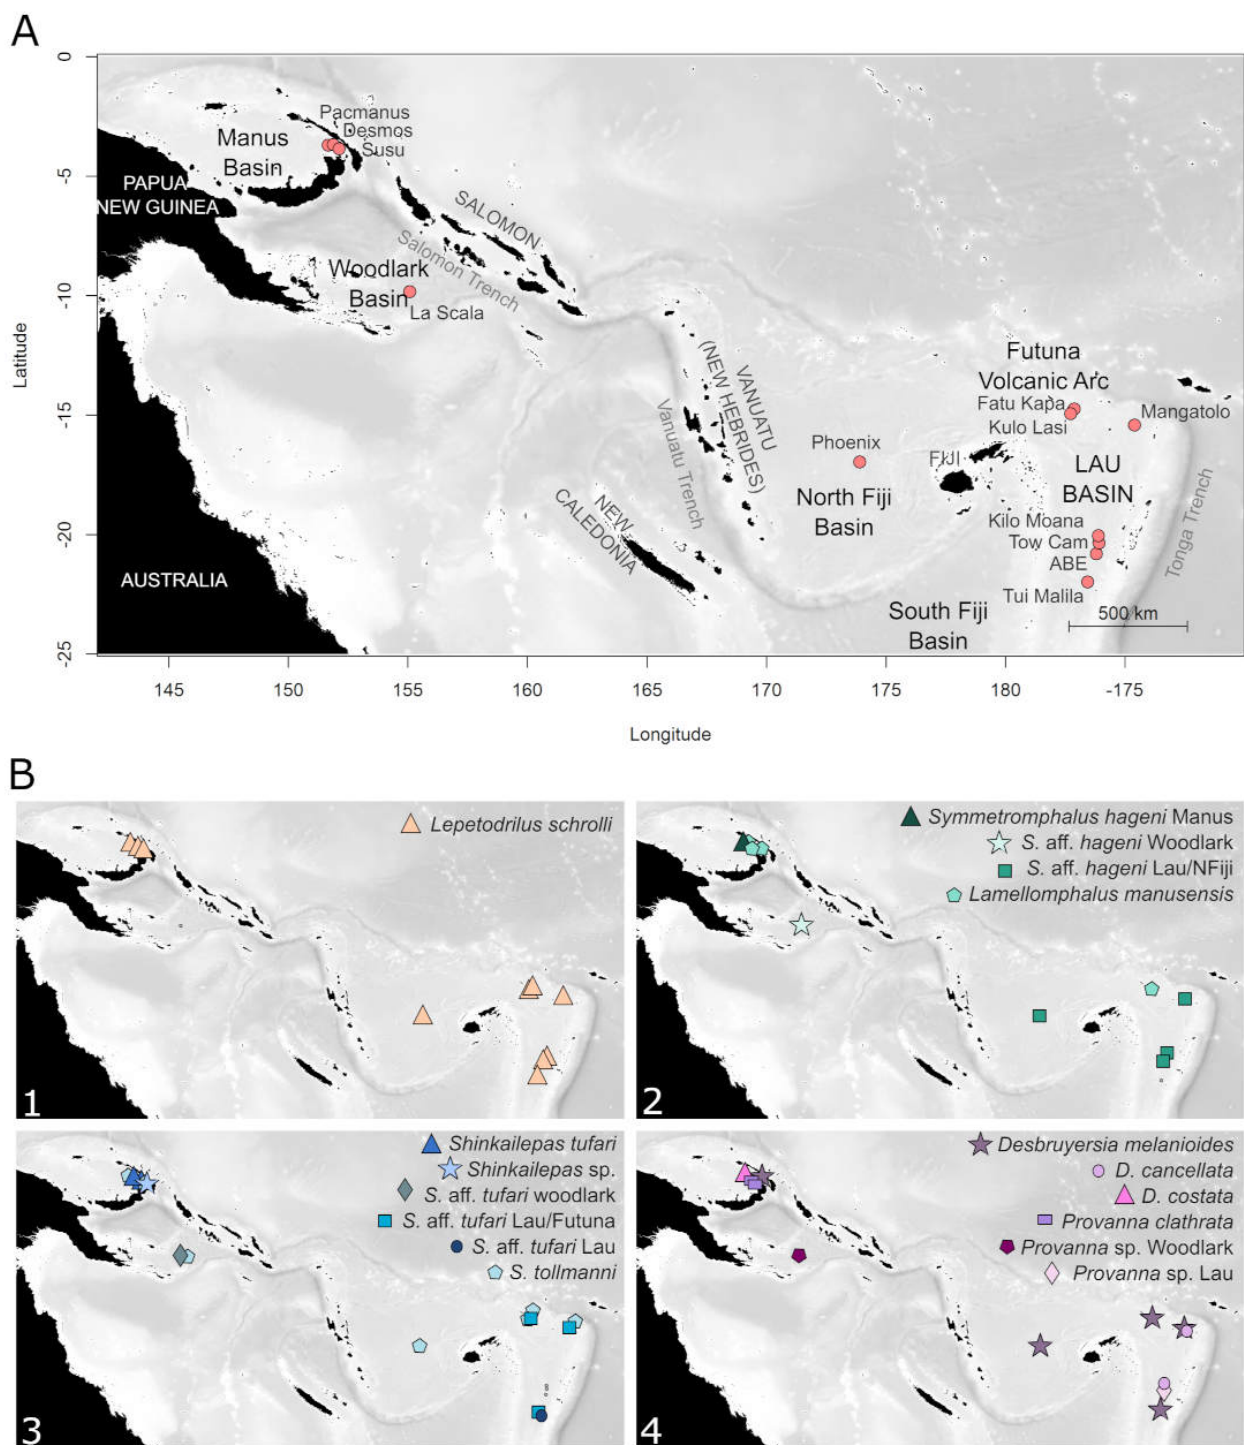 A
0
-5
-10
-15
-20
-25
Latitude
Pacmanus
Desmos
Susu
Manus
Basin
PAPUA
NEW GUINEA
SALOMON
Salomon Trench
Woodlark
Basin
La Scala
VANUATU
(NEW HEBRIDES)
Vanuatu Trench
NEW
CALEDONIA
AUSTRALIA
Futuna
Volcanic Arc
Fatu Kapa
Kulo Lasi
Mangatolo
Phoenix
FIJI
LAU
BASIN
North Fiji
Basin
Kilo Moana
Tow Cam
ABE
Tui Malila
Tonga Trench
South Fiji
Basin
500 km
145
150
155
160
165
170
175
180
-175
Longitude
B
Lepetodrilus schrolli
1
Symmetromphalus hageni Manus
S. aff. hageni Woodlark
S. aff. hageni Lau/NFiji
Lamellomphalus manusensis
2
Shinkailepas tufari
Shinkailepas sp.
S. aff. tufari woodlark
S. aff. tufari Lau/Futuna
S. aff. tufari Lau
S. tollmanni
3
Desbruyersia melanioides
D. cancellata
D. costata
Provanna clathrata
Provanna sp. Woodlark
Provanna sp. Lau
4